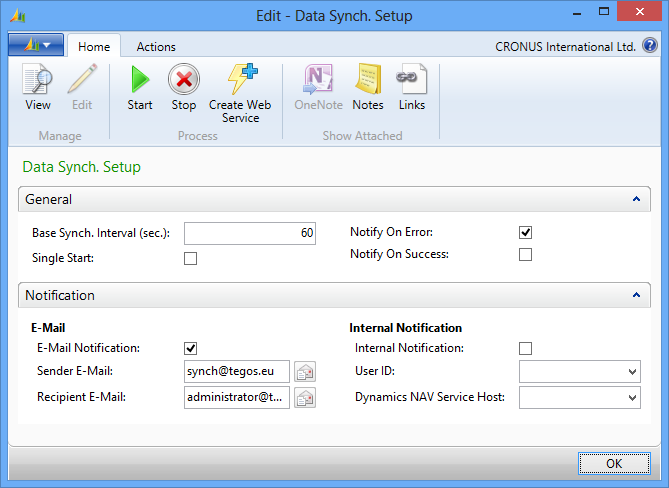 Edit - Data Synch. Setup
Home Actions CRONUS International Ltd.
View Edit Start Stop Create Web Service OneNote Notes Links
Manage Process Show Attached
Data Synch. Setup
General
Base Synch. Interval (sec.): 60 Notify On Error:
Single Start: Notify On Success:
Notification
E-Mail Internal Notification
E-Mail Notification: Internal Notification:
Sender E-Mail: synch@tegos.eu User ID:
Recipient E-Mail: administrator@t... Dynamics NAV Service Host:
OK